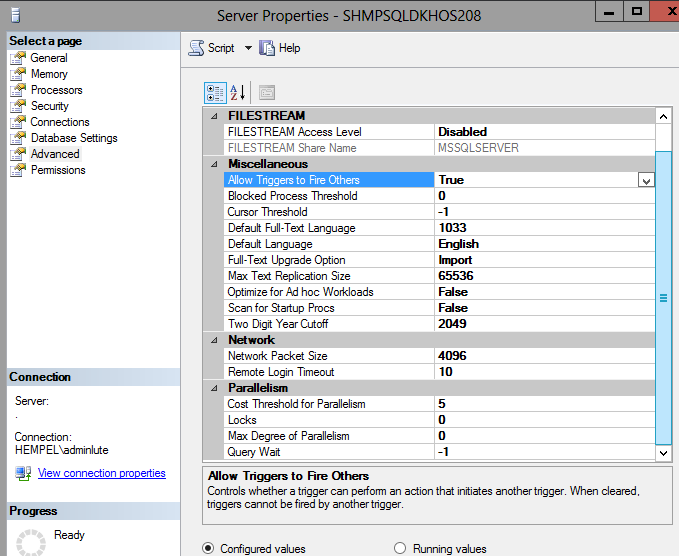 Server Properties - SHMPSQLDKHOS208
Select a page
General
Memory
Processors
Security
Connections
Database Settings
Advanced
Permissions
Script Help
FILESTREAM
FILESTREAM Access Level Disabled
FILESTREAM Share Name MSSQLSERVER
Miscellaneous
Allow Triggers to Fire Others True
Blocked Process Threshold 0
Cursor Threshold -1
Default Full-Text Language 1033
Default Language English
Full-Text Upgrade Option Import
Max Text Replication Size 65536
Optimize for Ad hoc Workloads False
Scan for Startup Procs False
Two Digit Year Cutoff 2049
Network
Network Packet Size 4096
Remote Login Timeout 10
Parallelism
Cost Threshold for Parallelism 5
Locks 0
Max Degree of Parallelism 0
Query Wait -1
Allow Triggers to Fire Others
Controls whether a trigger can perform an action that initiates another trigger. When cleared,
triggers cannot be fired by another trigger.
Configured values Running values
Connection
Server:
.
Connection:
HEMPEL\adminlute
View connection properties
Progress
Ready